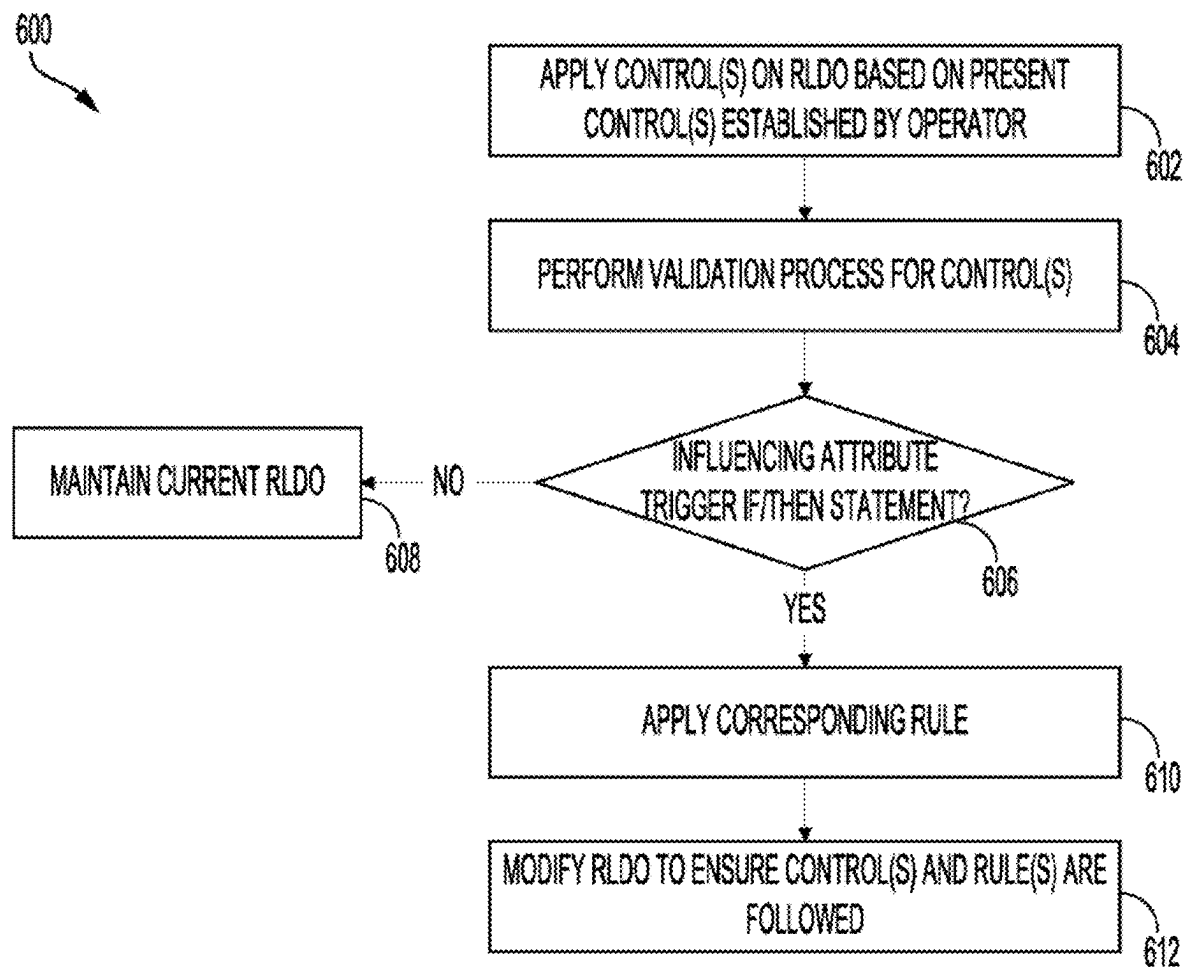 600
APPLY CONTROL(S) ON RLDO BASED ON PRESENT
CONTROL(S) ESTABLISHED BY OPERATOR
602
PERFORM VALIDATION PROCESS FOR CONTROL(S)
604
INFLUENCING ATTRIBUTE
TRIGGER IF/THEN STATEMENT?
606
NO
MAINTAIN CURRENT RLDO
608
YES
APPLY CORRESPONDING RULE
610
MODIFY RLDO TO ENSURE CONTROL(S) AND RULE(S) ARE
FOLLOWED
612